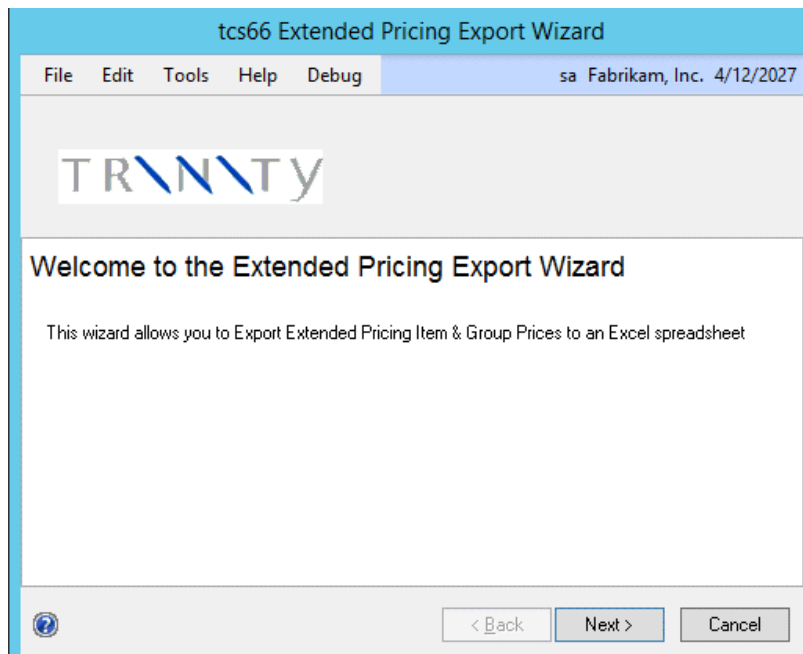 tcs66 Extended Pricing Export Wizard
File Edit Tools Help Debug sa Fabrikam, Inc. 4/12/2027
TRINITY
Welcome to the Extended Pricing Export Wizard
This wizard allows you to Export Extended Pricing Item & Group Prices to an Excel spreadsheet
< Back Next > Cancel